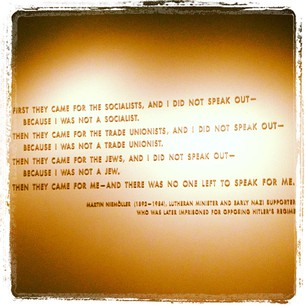 FIRST THEY CAME FOR THE SOCIALISTS, AND I DID NOT SPEAK OUT—
BECAUSE I WAS NOT A SOCIALIST.
THEN THEY CAME FOR THE TRADE UNIONISTS, AND I DID NOT SPEAK OUT—
BECAUSE I WAS NOT A TRADE UNIONIST.
THEN THEY CAME FOR THE JEWS, AND I DID NOT SPEAK OUT—
BECAUSE I WAS NOT A JEW.
THEN THEY CAME FOR ME—AND THERE WAS NO ONE LEFT TO SPEAK FOR ME.
MARTIN NIEMÖLLER (1892–1984), LUTHERAN MINISTER AND EARLY NAZI SUPPORTER
WHO WAS LATER IMPRISONED FOR OPPOSING HITLER'S REGIME